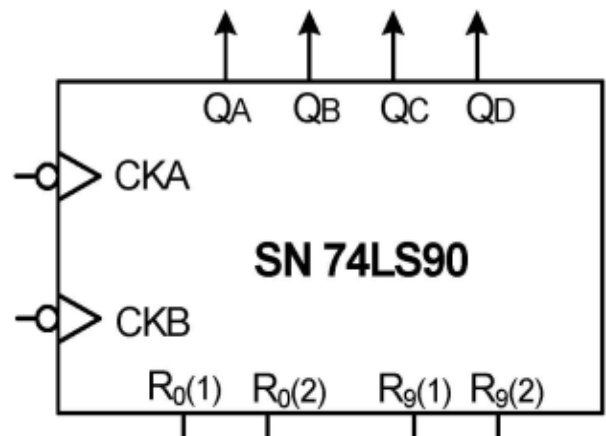 QA QB QC QD
CKA
SN 74LS90
CKB
R0(1) R0(2) R9(1) R9(2)